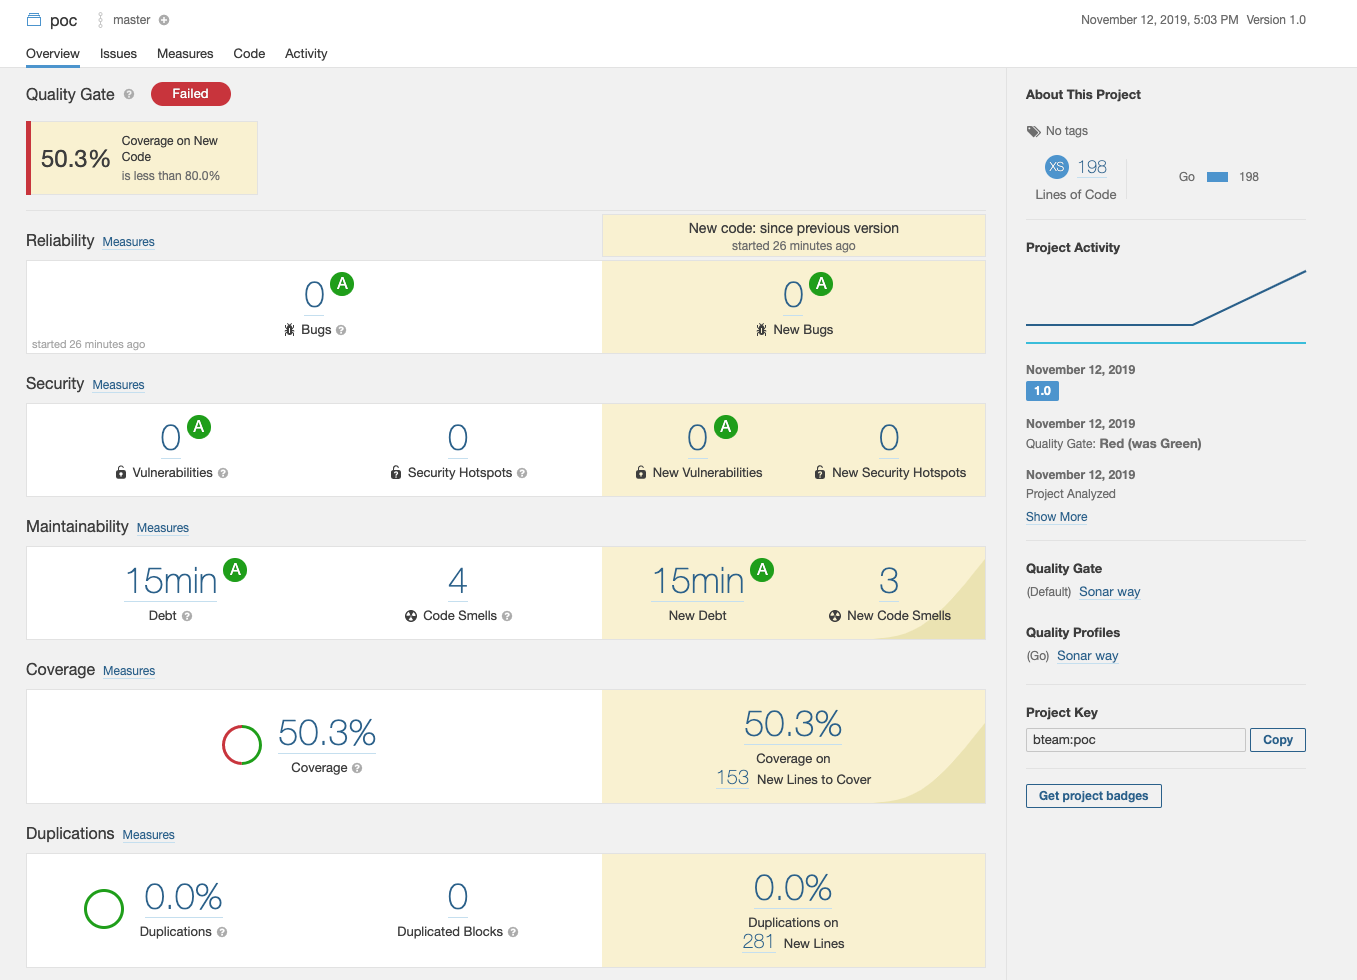 poc master
November 12, 2019, 5:03 PM Version 1.0
Overview Issues Measures Code Activity
Quality Gate ? Failed
50.3%
Coverage on New
Code
is less than 80.0%
New code: since previous version
started 26 minutes ago
Reliability Measures
0 A
Bugs ?
started 26 minutes ago
0 A
New Bugs
Security Measures
0 A
Vulnerabilities ?
0
Security Hotspots ?
0 A
New Vulnerabilities
0
New Security Hotspots
Maintainability Measures
15min A
Debt ?
4
Code Smells ?
15min A
New Debt
3
New Code Smells
Coverage Measures
50.3%
Coverage ?
50.3%
Coverage on
153 New Lines to Cover
Duplications Measures
0.0%
Duplications ?
0
Duplicated Blocks ?
0.0%
Duplications on
281 New Lines
About This Project
No tags
XS 198
Lines of Code
Go 198
Project Activity
November 12, 2019
1.0
November 12, 2019
Quality Gate: Red (was Green)
November 12, 2019
Project Analyzed
Show More
Quality Gate
(Default) Sonar way
Quality Profiles
(Go) Sonar way
Project Key
bteam:poc Copy
Get project badges